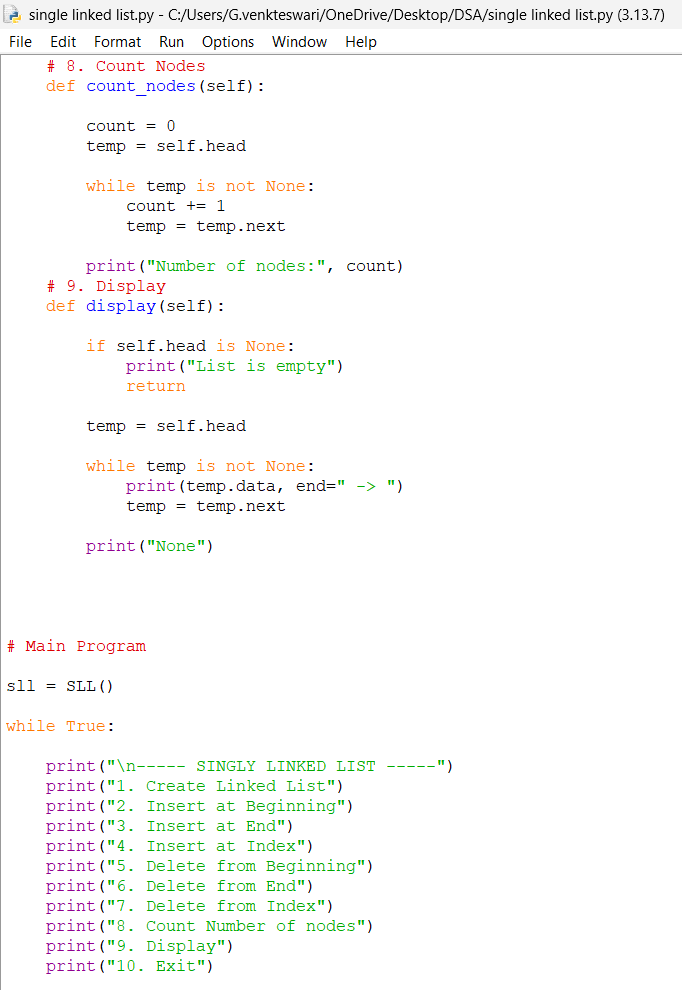 single linked list.py - C:/Users/G.venkteswari/OneDrive/Desktop/DSA/single linked list.py (3.13.7)
File Edit Format Run Options Window Help
    # 8. Count Nodes
    def count_nodes(self):

        count = 0
        temp = self.head

        while temp is not None:
            count += 1
            temp = temp.next

        print("Number of nodes:", count)
    # 9. Display
    def display(self):

        if self.head is None:
            print("List is empty")
            return

        temp = self.head

        while temp is not None:
            print(temp.data, end=" -> ")
            temp = temp.next

        print("None")

# Main Program

sll = SLL()

while True:

    print("\n----- SINGLY LINKED LIST -----")
    print("1. Create Linked List")
    print("2. Insert at Beginning")
    print("3. Insert at End")
    print("4. Insert at Index")
    print("5. Delete from Beginning")
    print("6. Delete from End")
    print("7. Delete from Index")
    print("8. Count Number of nodes")
    print("9. Display")
    print("10. Exit")